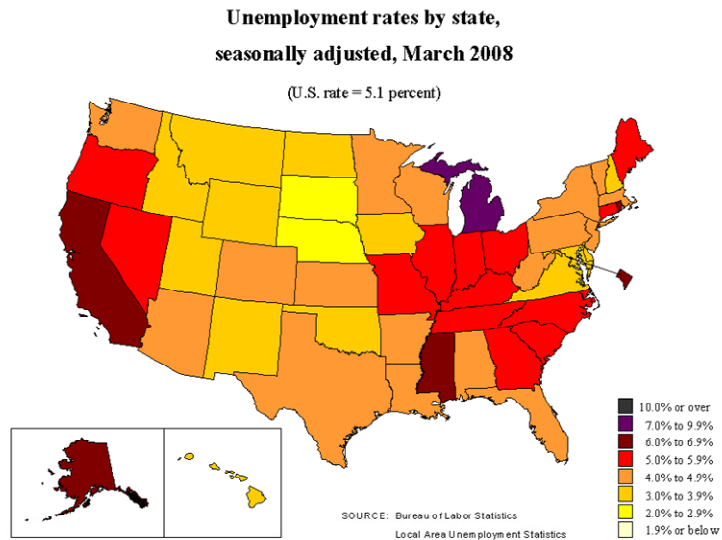 Unemployment rates by state,
seasonally adjusted, March 2008
(U.S. rate = 5.1 percent)
10.0% or over
7.0% to 9.9%
6.0% to 6.9%
5.0% to 5.9%
4.0% to 4.9%
3.0% to 3.9%
2.0% to 2.9%
1.9% or below
SOURCE: Bureau of Labor Statistics
Local Area Unemployment Statistics